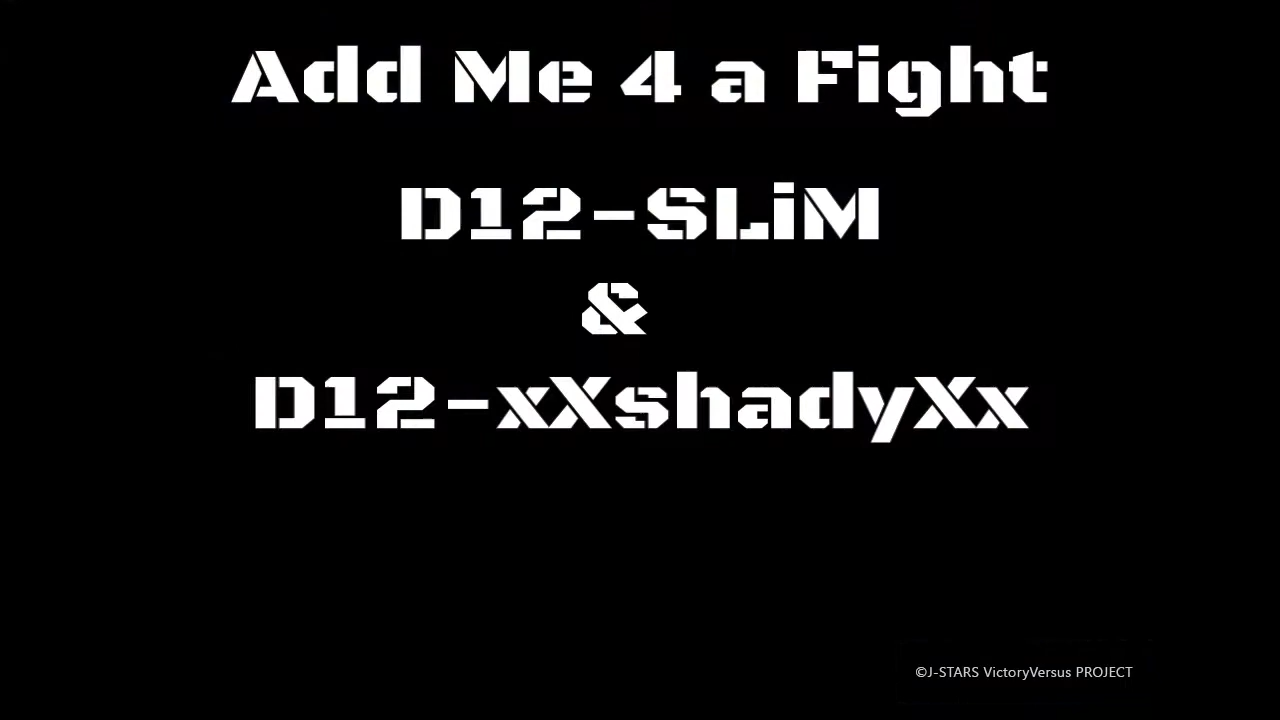 Add Me 4 a Fight
D12-SLiM
&
D12-xXshadyXx
©J-STARS VictoryVersus PROJECT